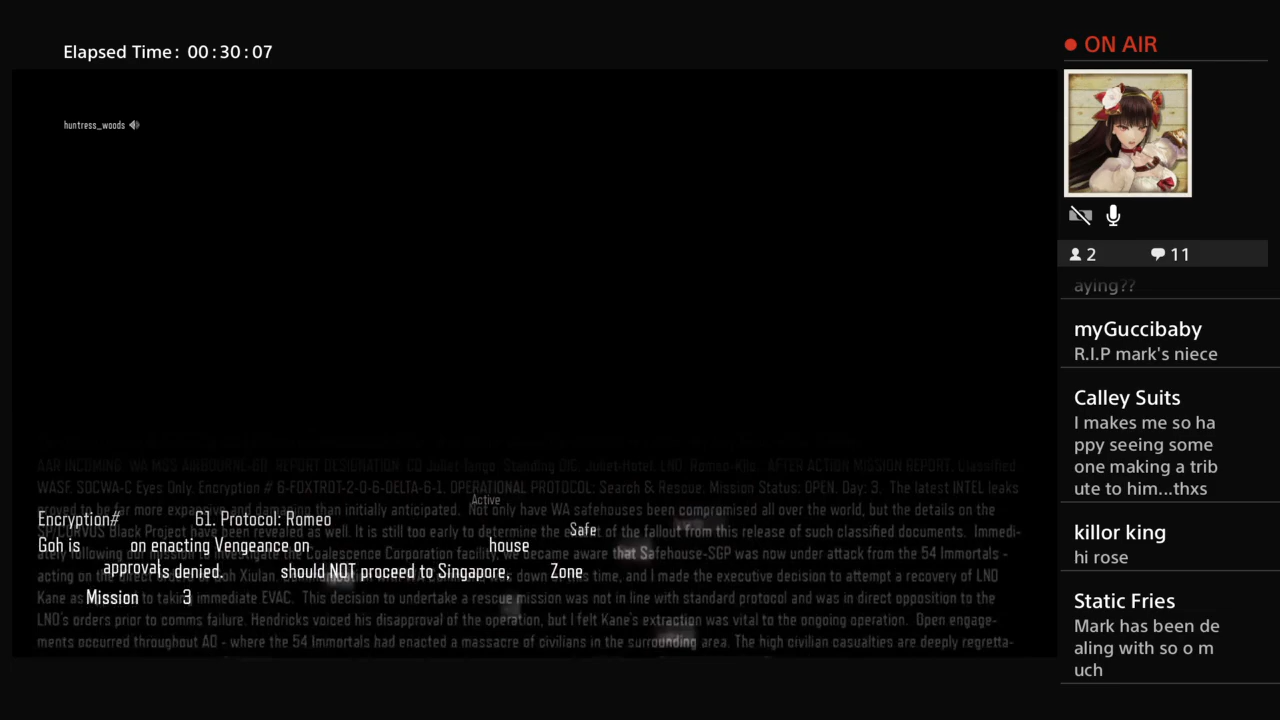 Elapsed Time: 00:30:07
ON AIR
huntress_woods
2 11
aying??
myGuccibaby
R.I.P mark's niece
Calley Suits
I makes me so ha
ppy seeing some
one making a trib
ute to him...thxs
killor king
hi rose
Static Fries
Mark has been de
aling with so o m
uch
AAR INCOMING: WA MSS AIRBOURNE-6B. REPORT DESIGNATION: CO Juliet Tango. Standing OIC: Juliet-Hotel. LNO: Romeo-Kilo. AFTER ACTION MISSION REPORT. Classified
WASF, SOCWA-C Eyes Only. Encryption # 6-FOXTROT-2-0-6-DELTA-6-1. OPERATIONAL PROTOCOL: Search & Rescue. Mission Status: OPEN. Day: 3. The latest INTEL leaks
Active
proved to be far more expansive and damaging than initially anticipated. Not only have WA safehouses been compromised all over the world, but the details on the
Encryption# 61. Protocol: Romeo
Safe
Black Project have been revealed as well. It is still too early to determine the extent of the fallout from this release of such classified documents. Immedi-
Goh is on enacting Vengeance on house
ately following our mission to investigate the Coalescence Corporation facility, we became aware that Safehouse-SGP was now under attack from the 54 Immortals -
approval is denied. should NOT proceed to Singapore, Zone
acting on the direct Goh Xiulan. down time, and I made the executive decision to attempt a recovery of LNO
Mission 3
Kane as to taking immediate EVAC. This decision to undertake a rescue mission was not in line with standard protocol and was in direct opposition to the
LNO's orders prior to comms failure. Hendricks voiced his disapproval of the operation, but I felt Kane's extraction was vital to the ongoing operation. Open engage-
ments occurred throughout AO - where the 54 Immortals had enacted a massacre of civilians in the surrounding area. The high civilian casualties are deeply regretta-